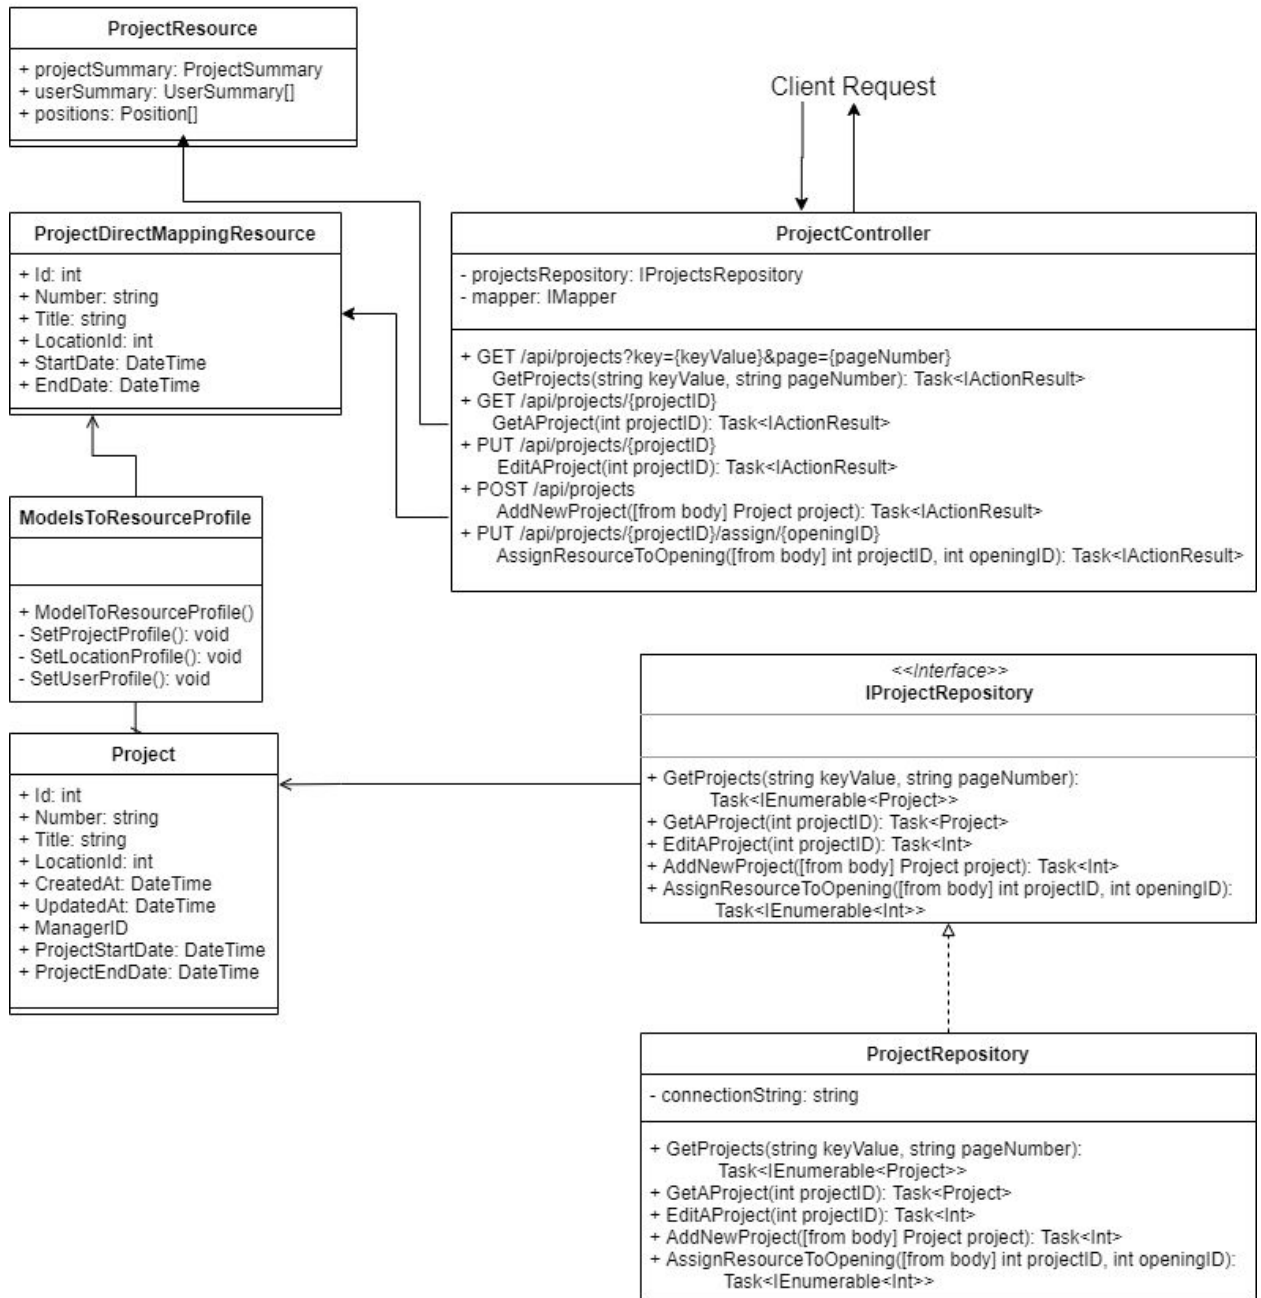 ProjectResource
+ projectSummary: ProjectSummary
+ userSummary: UserSummary[]
+ positions: Position[]
Client Request
ProjectDirectMappingResource
+ Id: int
+ Number: string
+ Title: string
+ LocationId: int
+ StartDate: DateTime
+ EndDate: DateTime
ProjectController
- projectsRepository: IProjectsRepository
- mapper: IMapper
+ GET /api/projects?key={keyValue}&page={pageNumber}
GetProjects(string keyValue, string pageNumber): Task<IActionResult>
+ GET /api/projects/{projectID}
GetAProject(int projectID): Task<IActionResult>
+ PUT /api/projects/{projectID}
EditAProject(int projectID): Task<IActionResult>
+ POST /api/projects
AddNewProject([from body] Project project): Task<IActionResult>
+ PUT /api/projects/{projectID}/assign/{openingID}
AssignResourceToOpening([from body] int projectID, int openingID): Task<IActionResult>
ModelsToResourceProfile
+ ModelToResourceProfile()
- SetProjectProfile(): void
- SetLocationProfile(): void
- SetUserProfile(): void
Project
+ Id: int
+ Number: string
+ Title: string
+ LocationId: int
+ CreatedAt: DateTime
+ UpdatedAt: DateTime
+ ManagerID
+ ProjectStartDate: DateTime
+ ProjectEndDate: DateTime
<<Interface>>
IProjectRepository
+ GetProjects(string keyValue, string pageNumber):
Task<IEnumerable<Project>>
+ GetAProject(int projectID): Task<Project>
+ EditAProject(int projectID): Task<Int>
+ AddNewProject([from body] Project project): Task<Int>
+ AssignResourceToOpening([from body] int projectID, int openingID):
Task<IEnumerable<Int>>
ProjectRepository
- connectionString: string
+ GetProjects(string keyValue, string pageNumber):
Task<IEnumerable<Project>>
+ GetAProject(int projectID): Task<Project>
+ EditAProject(int projectID): Task<Int>
+ AddNewProject([from body] Project project): Task<Int>
+ AssignResourceToOpening([from body] int projectID, int openingID):
Task<IEnumerable<Int>>